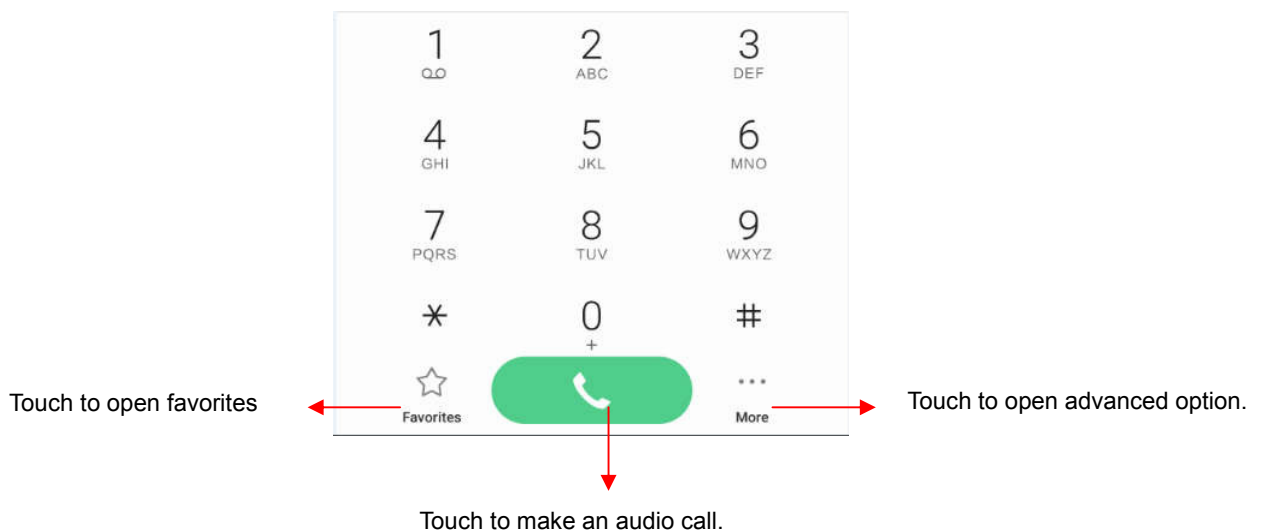 1 2 3
ABC DEF
4 5 6
GHI JKL MNO
7 8 9
PQRS TUV WXYZ
* 0 #
+
Touch to open favorites Favorites ... More Touch to open advanced option.
Touch to make an audio call.